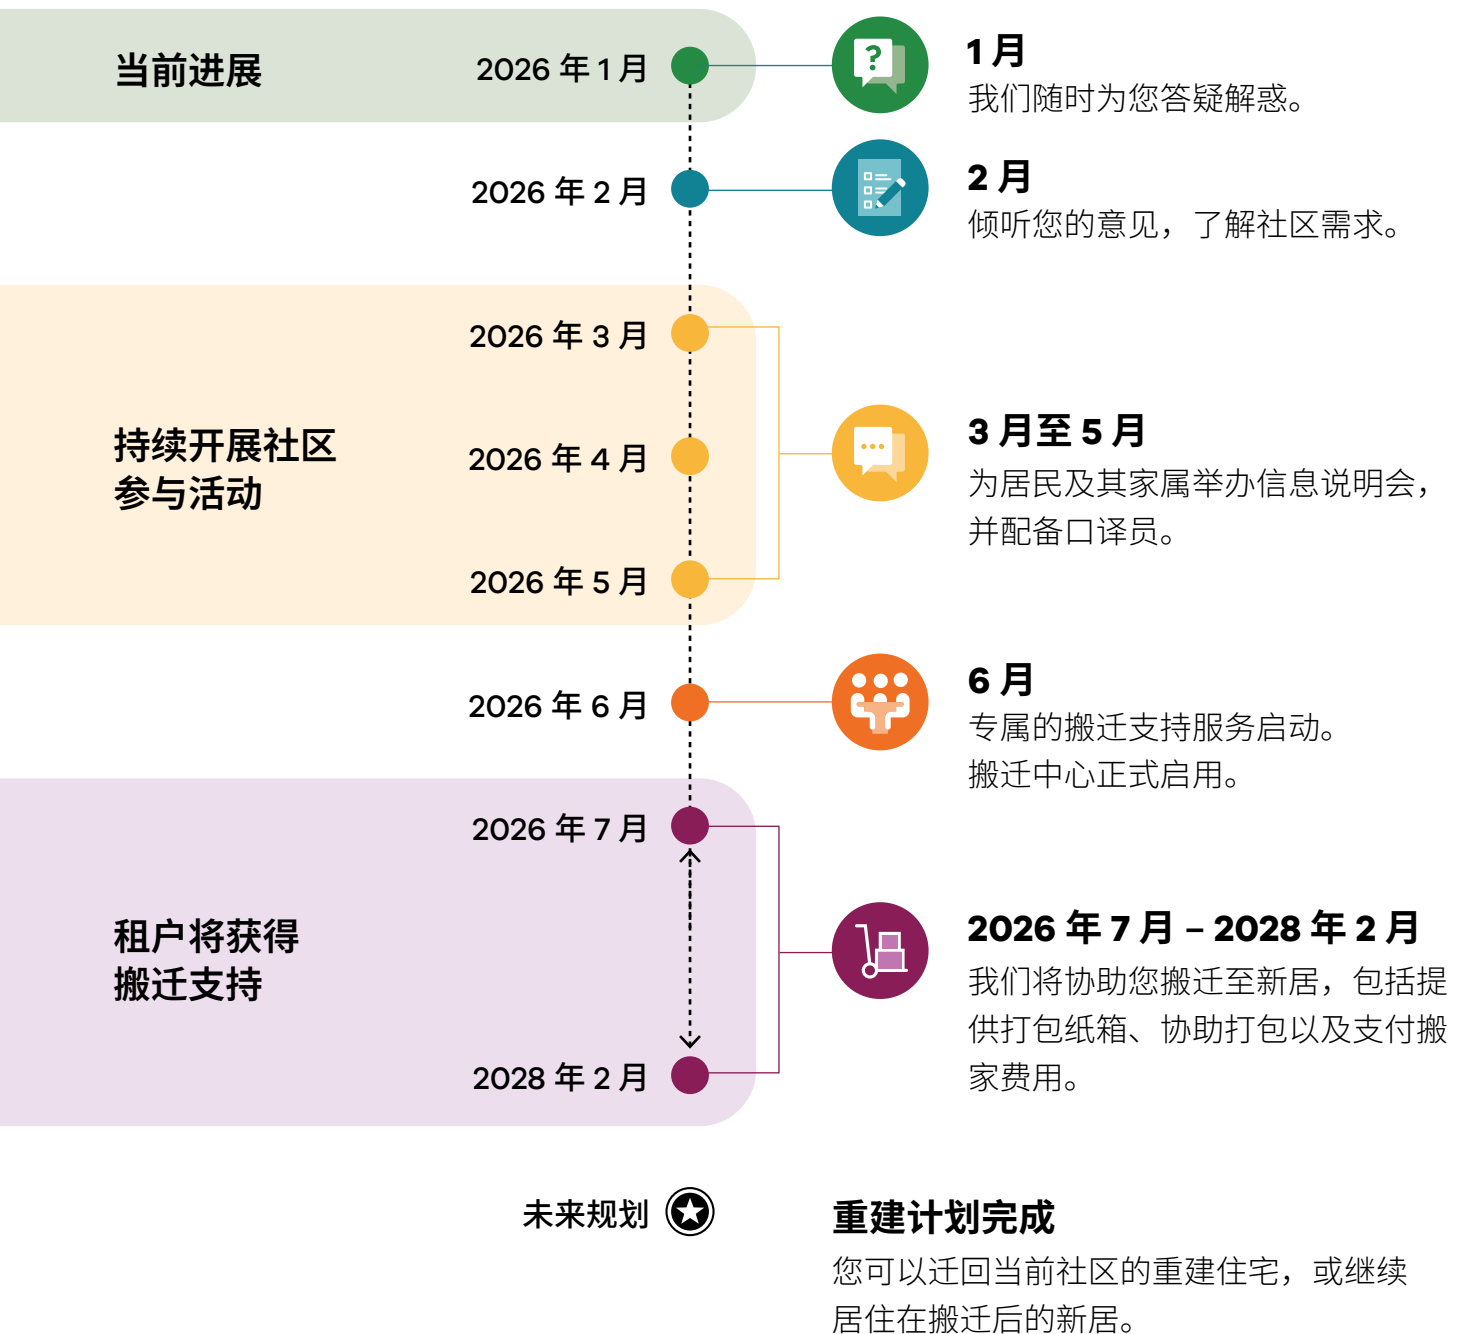 当前进展
2026 年 1 月
?
1 月
我们随时为您答疑解惑。
2026 年 2 月
2 月
倾听您的意见，了解社区需求。
持续开展社区
参与活动
2026 年 3 月
2026 年 4 月
2026 年 5 月
3 月至 5 月
为居民及其家属举办信息说明会，
并配备口译员。
2026 年 6 月
6 月
专属的搬迁支持服务启动。
搬迁中心正式启用。
租户将获得
搬迁支持
2026 年 7 月
2028 年 2 月
2026 年 7 月 – 2028 年 2 月
我们将协助您搬迁至新居，包括提
供打包纸箱、协助打包以及支付搬
家费用。
未来规划
重建计划完成
您可以迁回当前社区的重建住宅，或继续
居住在搬迁后的新居。